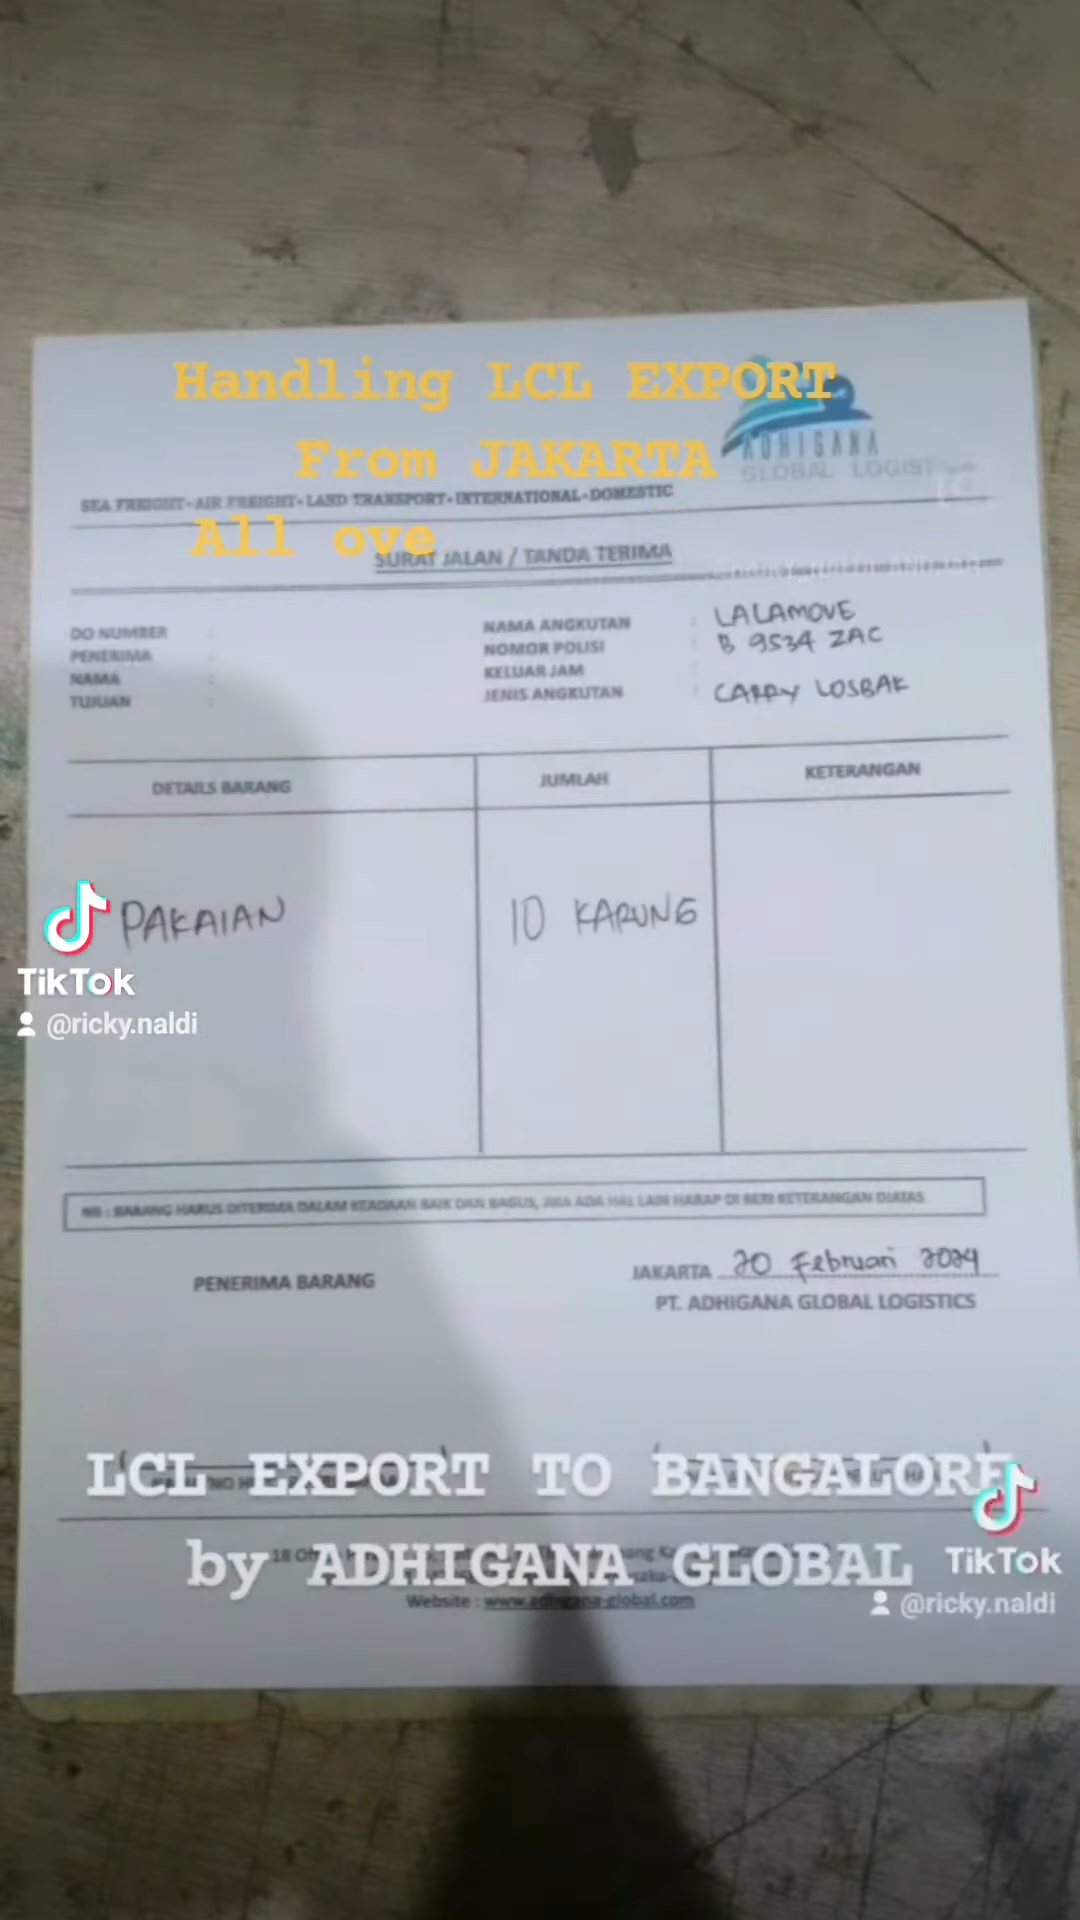 Handling LCL EXPORT
From JAKARTA
All ove
ADHIGANA
GLOBAL LOGIST
SEA FREIGHT - AIR FREIGHT - LAND TRANSPORT - INTERNATIONAL - DOMESTIC
SURAT JALAN / TANDA TERIMA
DO NUMBER :
PENERIMA :
NAMA :
TUJUAN :
NAMA ANGKUTAN : LALAMOVE
NOMOR POLISI : B 9534 ZAC
KELUAR JAM :
JENIS ANGKUTAN : CARRY LOSBAK
DETAILS BARANG JUMLAH KETERANGAN
PAKAIAN 10 KARUNG
TikTok
@ricky.naldi
NB : BARANG HARUS DITERIMA DALAM KEADAAN BAIK DAN BAGUS, JIKA ADA HAL LAIN HARAP DI BERI KETERANGAN DIATAS
PENERIMA BARANG
JAKARTA 20 Februari 2024
PT. ADHIGANA GLOBAL LOGISTICS
LCL EXPORT TO BANGALORE
by ADHIGANA GLOBAL
Website : www.adhigana-global.com
TikTok
@ricky.naldi